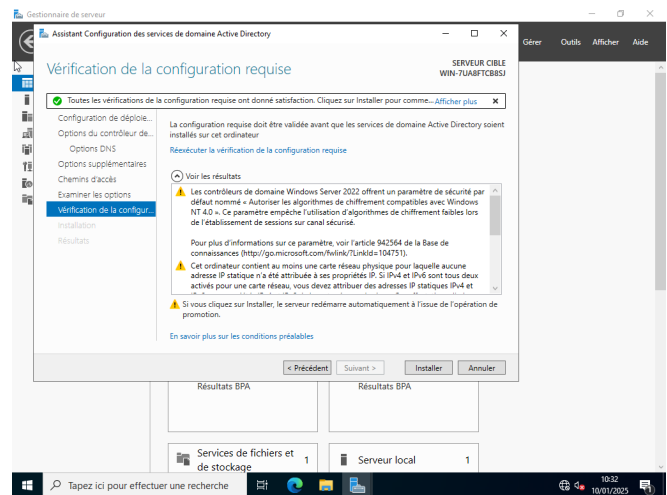 Gestionnaire de serveur
Gérer Outils Afficher Aide
Assistant Configuration des services de domaine Active Directory
Vérification de la configuration requise
SERVEUR CIBLE
WIN-7UA8FTCB8SJ
Toutes les vérifications de la configuration requise ont donné satisfaction. Cliquez sur Installer pour comme... Afficher plus
Configuration de déploie...
Options du contrôleur de...
Options DNS
Options supplémentaires
Chemins d'accès
Examiner les options
Vérification de la configur...
Installation
Résultats
La configuration requise doit être validée avant que les services de domaine Active Directory soient
installés sur cet ordinateur
Réexécuter la vérification de la configuration requise
Voir les résultats
Les contrôleurs de domaine Windows Server 2022 offrent un paramètre de sécurité par
défaut nommé « Autoriser les algorithmes de chiffrement compatibles avec Windows
NT 4.0 ». Ce paramètre empêche l'utilisation d'algorithmes de chiffrement faibles lors
de l'établissement de sessions sur canal sécurisé.
Pour plus d'informations sur ce paramètre, voir l'article 942564 de la Base de
connaissances (http://go.microsoft.com/fwlink/?LinkId=104751).
Cet ordinateur contient au moins une carte réseau physique pour laquelle aucune
adresse IP statique n'a été attribuée à ses propriétés IP. Si IPv4 et IPv6 sont tous deux
activés pour une carte réseau, vous devez attribuer des adresses IP statiques IPv4 et
Si vous cliquez sur Installer, le serveur redémarre automatiquement à l'issue de l'opération de
promotion.
En savoir plus sur les conditions préalables
< Précédent Suivant > Installer Annuler
Résultats BPA
Résultats BPA
Services de fichiers et
de stockage
1
Serveur local 1
Tapez ici pour effectuer une recherche
10:32
10/01/2025